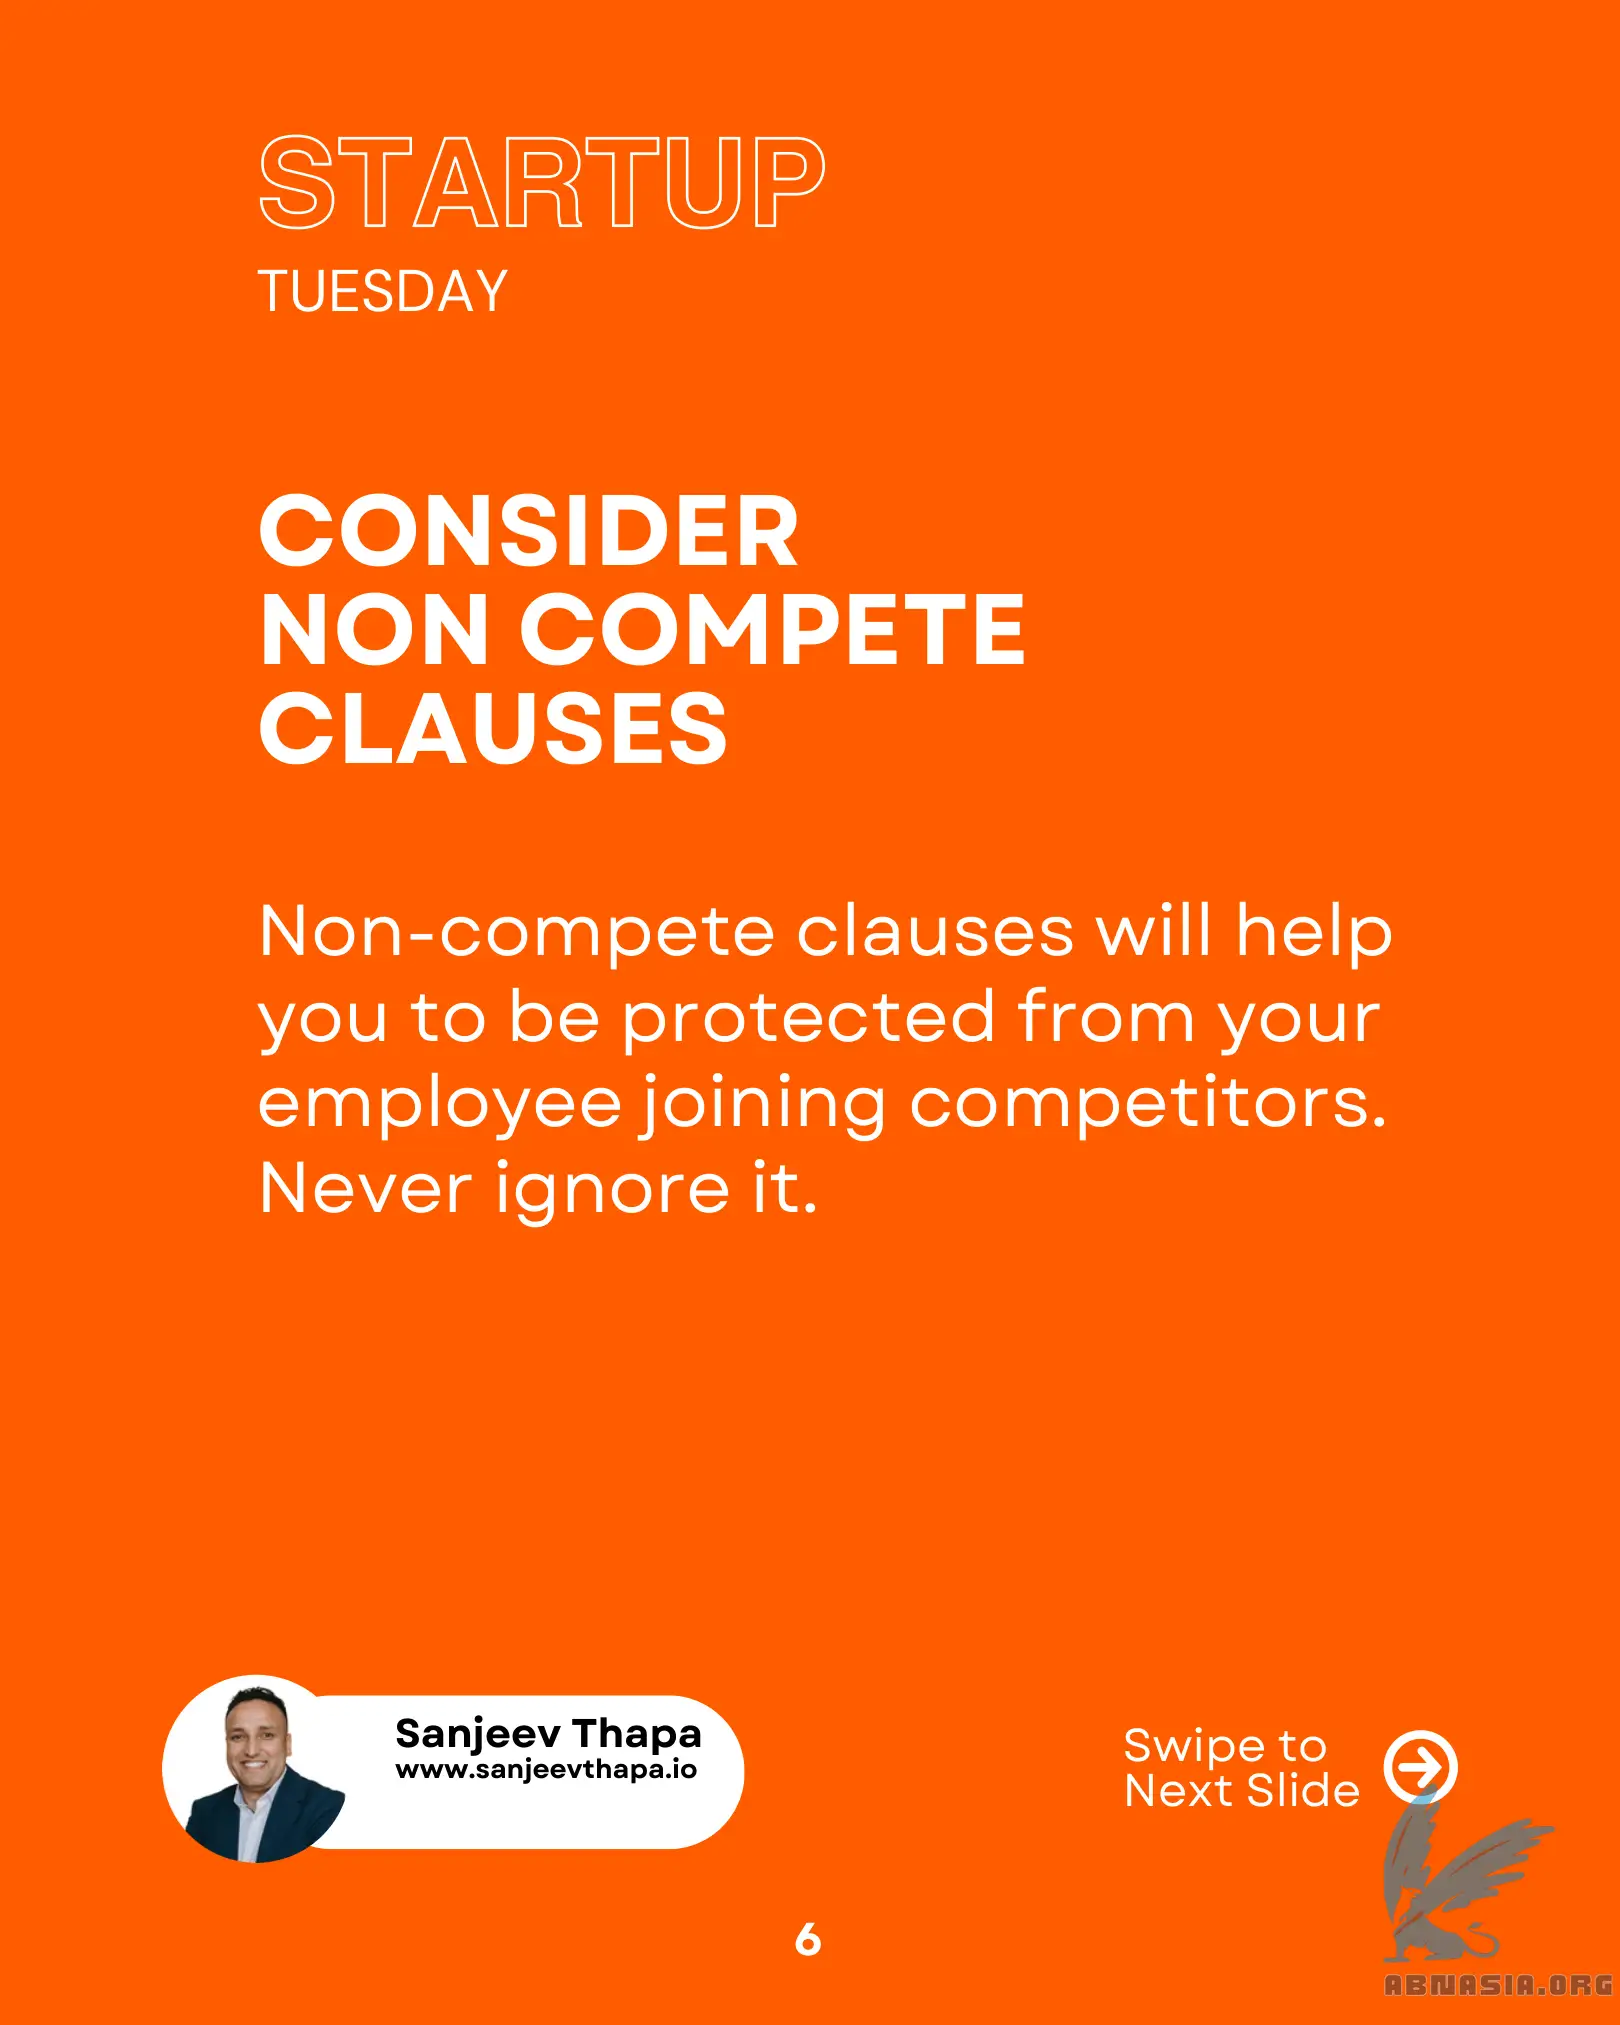 STARTUP
TUESDAY
CONSIDER
NON COMPETE
CLAUSES
Non-compete clauses will help
you to be protected from your
employee joining competitors.
Never ignore it.
Sanjeev Thapa
www.sanjeevthapa.io
Swipe to
Next Slide
6
ABNASIA.ORG